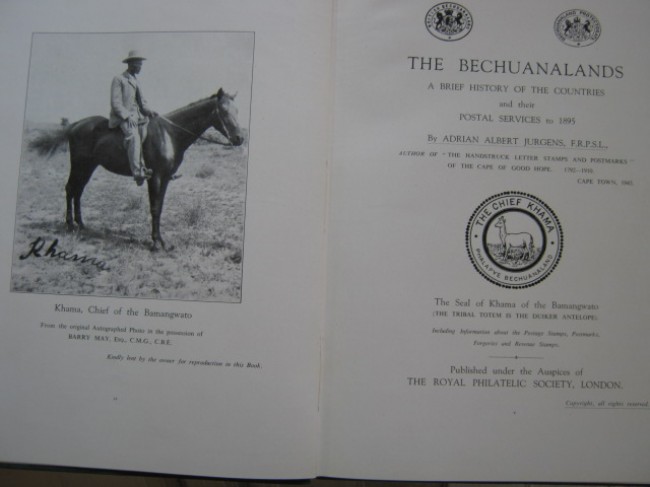 Khama
Khama, Chief of the Bamangwato
From the original Autographed Photo in the possession of
BARRY MAY, Esq., C.M.G., C.B.E.
Kindly lent by the owner for reproduction in this Book.
THE BECHUANALANDS
A BRIEF HISTORY OF THE COUNTRIES
and their
POSTAL SERVICES to 1895
By ADRIAN ALBERT JURGENS, F.R.P.S.L.
AUTHOR OF "THE HANDSTRUCK LETTER STAMPS AND POSTMARKS"
OF THE CAPE OF GOOD HOPE.
CAPE TOWN,
THE CHIEF KHAMA
PHALAPYE BECHUANALAND
The Seal of Khama of the Bamangwato
(THE TRIBAL TOTEM IS THE DUIKER ANTELOPE)
Including Information about the Postage Stamps, Postmarks,
Forgeries and Revenue Stamps.
Published under the Auspices of
THE ROYAL PHILATELIC SOCIETY, LONDON.
Copyright, all rights reserved.